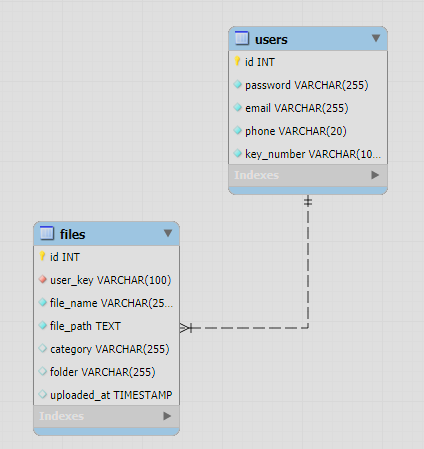 users
id INT
password VARCHAR(255)
email VARCHAR(255)
phone VARCHAR(20)
key_number VARCHAR(10...
Indexes
files
id INT
user_key VARCHAR(100)
file_name VARCHAR(25...
file_path TEXT
category VARCHAR(255)
folder VARCHAR(255)
uploaded_at TIMESTAMP
Indexes